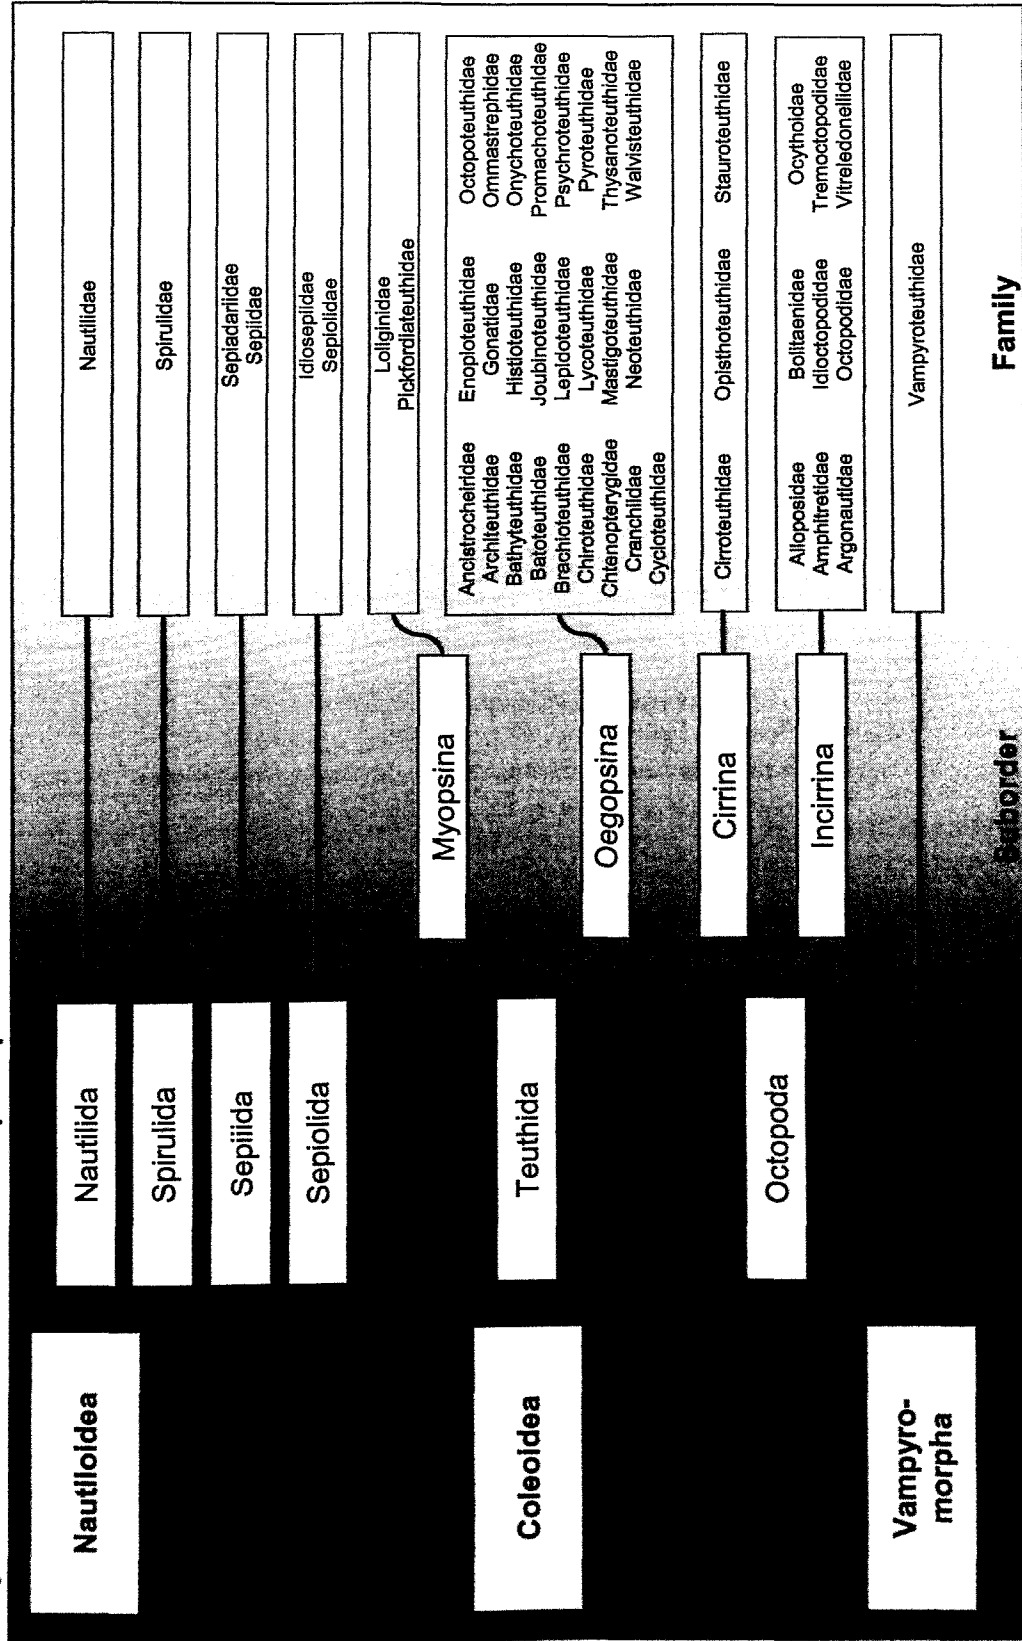 Nautiloidea
Coleoidea
Vampyro-
morpha
Nautilida
Spirulida
Sepiida
Sepiolida
Teuthida
Octopoda
Myopsina
Oegopsina
Cirrina
Incirrina
Suborder
Nautilidae
Spirulidae
Sepiadariidae
Sepiidae
Idiosepiidae
Sepiolidae
Loliginidae
Pickfordiateuthidae
Ancistrocheiridae Enoploteuthidae Octopoteuthidae
Architeuthidae Gonatidae Ommastrephidae
Bathyteuthidae Histioteuthidae Onychoteuthidae
Batoteuthidae Joubinoteuthidae Promachoteuthidae
Brachioteuthidae Lepidoteuthidae Psychroteuthidae
Chiroteuthidae Lycoteuthidae Pyroteuthidae
Chtenopterygidae Mastigoteuthidae Thysanoteuthidae
Cranchiidae Neoteuthidae Walvisteuthidae
Cycloteuthidae
Cirroteuthidae Opisthoteuthidae Stauroteuthidae
Alloposidae Bolitaenidae Ocythoidae
Amphitretidae Idioctopodidae Tremoctopodidae
Argonautidae Octopodidae Vitreledonellidae
Vampyroteuthidae
Family